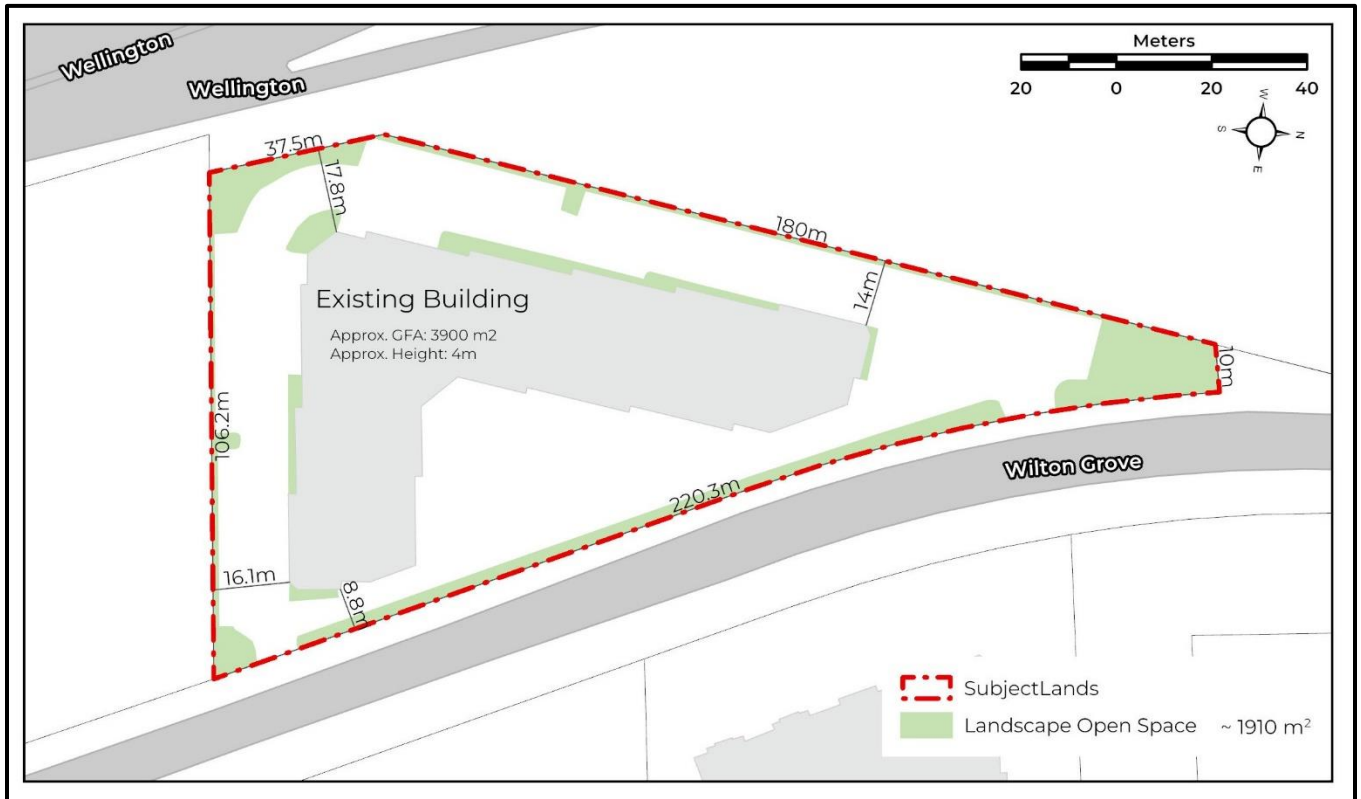 Wellington
Wellington
Meters
20 0 20 40
W
S N
E
37.5m
17.8m
180m
14m
10m
Existing Building
Approx. GFA: 3900 m2
Approx. Height: 4m
106.2m
Wilton Grove
220.3m
16.1m
8.8m
SubjectLands
Landscape Open Space ~ 1910 m²